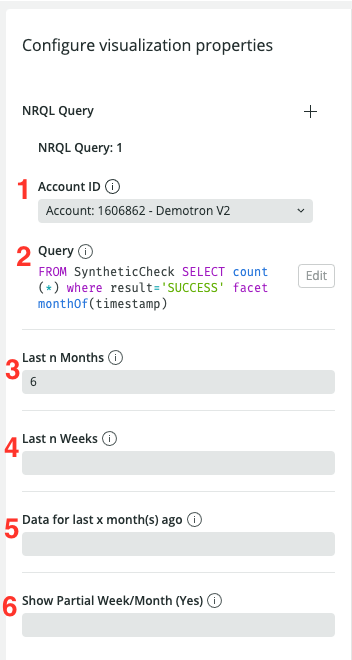 Configure visualization properties
NRQL Query
NRQL Query: 1
1 Account ID
Account: 1606862 - Demotron V2
2 Query
FROM SyntheticCheck SELECT count
(*) where result='SUCCESS' facet
monthOf(timestamp)
Edit
3 Last n Months
6
4 Last n Weeks
5 Data for last x month(s) ago
6 Show Partial Week/Month (Yes)